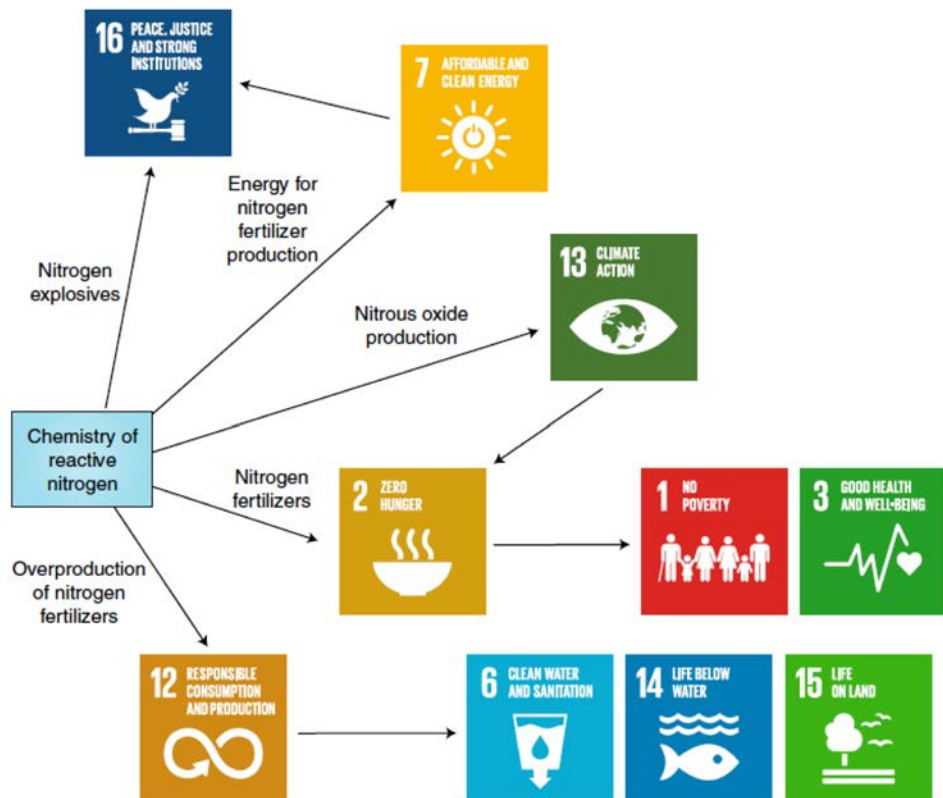 16 PEACE, JUSTICE
AND STRONG
INSTITUTIONS
7 AFFORDABLE AND
CLEAN ENERGY
Energy for
nitrogen
fertilizer
production
Nitrogen
explosives
13 CLIMATE
ACTION
Nitrous oxide
production
Chemistry of
reactive
nitrogen
Nitrogen
fertilizers
2 ZERO
HUNGER
1 NO
POVERTY
3 GOOD HEALTH
AND WELL-BEING
Overproduction
of nitrogen
fertilizers
12 RESPONSIBLE
CONSUMPTION
AND PRODUCTION
6 CLEAN WATER
AND SANITATION
14 LIFE BELOW
WATER
15 LIFE
ON LAND